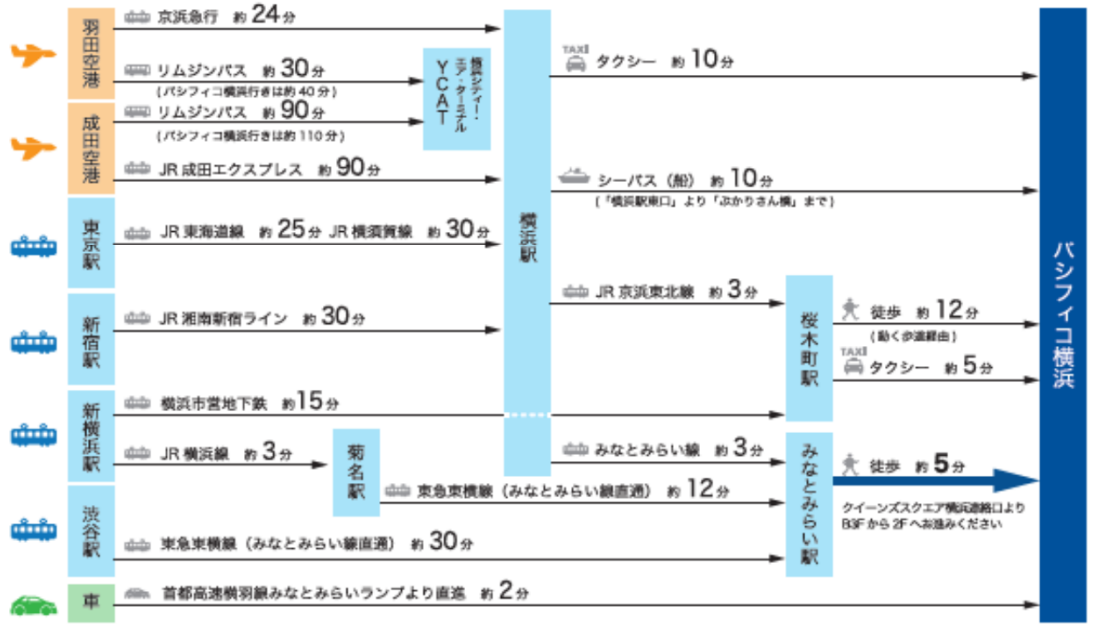 羽田空港
京浜急行 約24分
リムジンバス 約30分
(パシフィコ横浜行きは約40分)
成田空港
リムジンバス 約90分
(パシフィコ横浜行きは約110分)
JR成田エクスプレス 約90分
横浜シティー・
エア・ターミナル
YCAT
東京駅
JR東海道線 約25分 JR横須賀線 約30分
新宿駅
JR湘南新宿ライン 約30分
新横浜駅
横浜市営地下鉄 約15分
JR横浜線 約3分
菊名駅
東急東横線（みなとみらい線直通） 約12分
渋谷駅
東急東横線（みなとみらい線直通） 約30分
車
首都高速横羽線みなとみらいランプより直進 約2分
横浜駅
TAXI
タクシー 約10分
シーバス（船） 約10分
(「横浜駅東口」より「ぷかりさん橋」まで)
JR京浜東北線 約3分
桜木町駅
徒歩 約12分
(動く歩道経由)
TAXI
タクシー 約5分
みなとみらい線 約3分
みなとみらい駅
徒歩 約5分
クイーンズスクエア横浜連絡口より
B3Fから2Fへお進みください
パシフィコ横浜